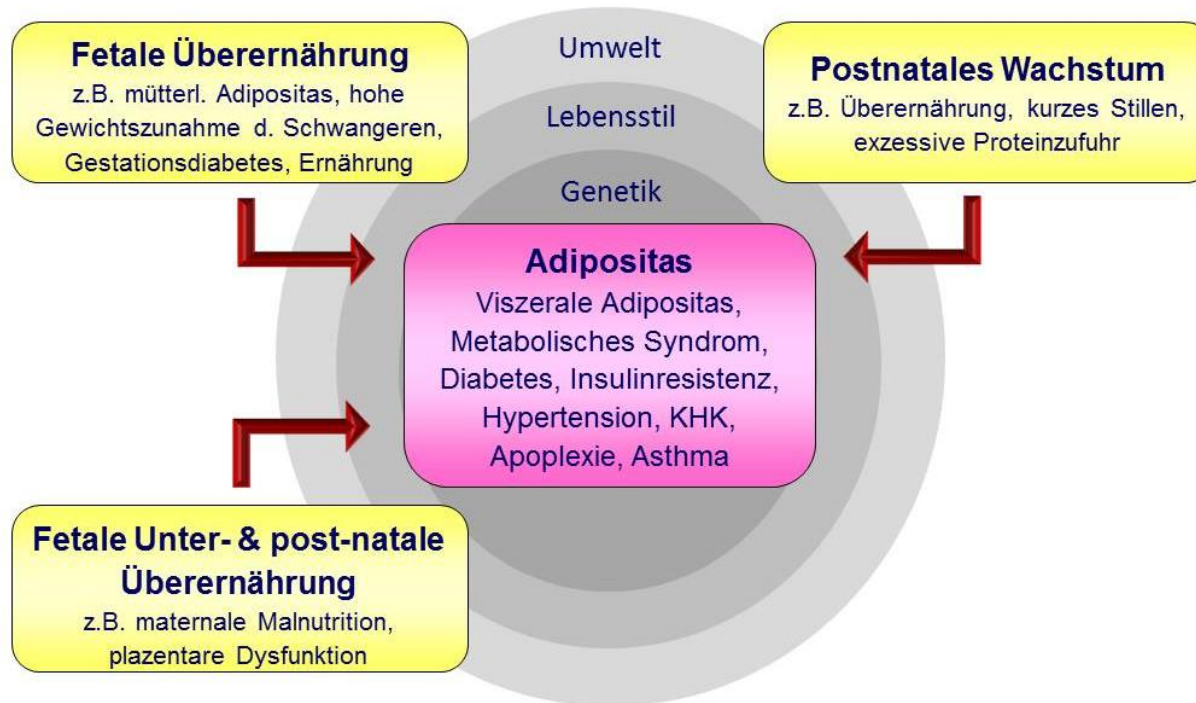 Fetale Überernährung
z.B. mütterl. Adipositas, hohe
Gewichtszunahme d. Schwangeren,
Gestationsdiabetes, Ernährung
Umwelt
Lebensstil
Genetik
Postnatales Wachstum
z.B. Überernährung, kurzes Stillen,
exzessive Proteinzufuhr
Adipositas
Viszerale Adipositas,
Metabolisches Syndrom,
Diabetes, Insulinresistenz,
Hypertension, KHK,
Apoplexie, Asthma
Fetale Unter- & post-natale
Überernährung
z.B. maternale Malnutrition,
plazentare Dysfunktion